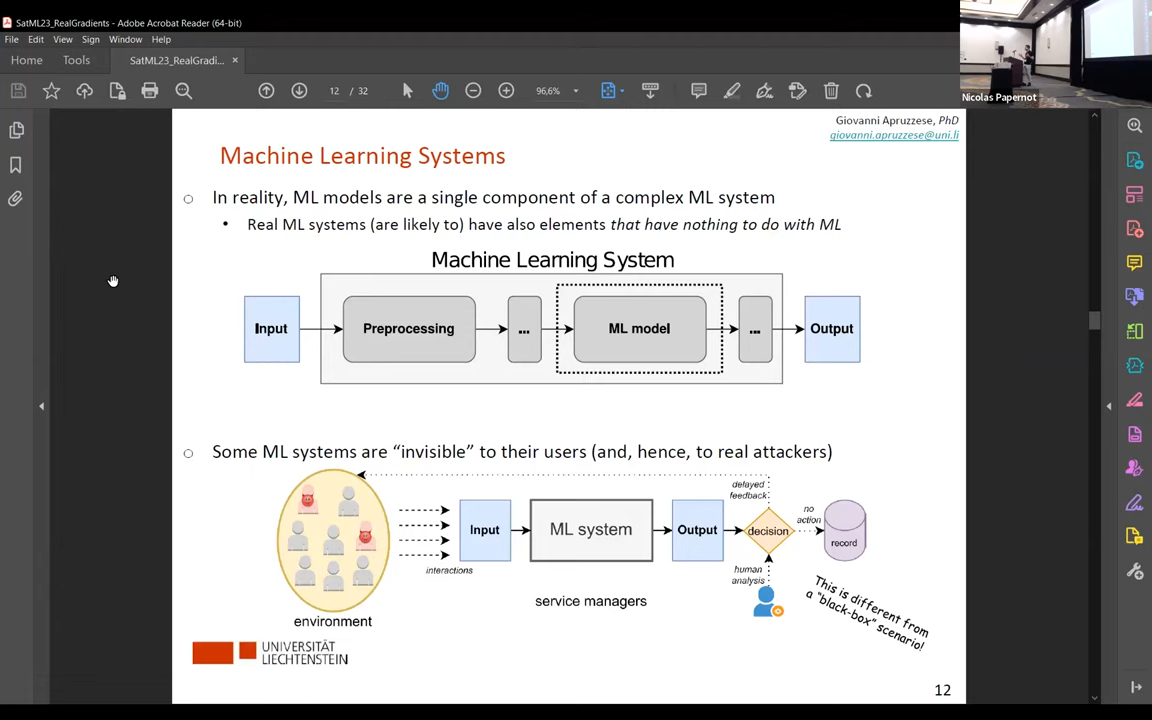 SatML23_RealGradients - Adobe Acrobat Reader (64-bit)
File Edit View Sign Window Help
Home Tools SatML23_RealGradi... ×
12 / 32 96,6%
Nicolas Papernot
Giovanni Apruzzese, PhD
giovanni.apruzzese@uni.li
Machine Learning Systems
In reality, ML models are a single component of a complex ML system
Real ML systems (are likely to) have also elements that have nothing to do with ML
Machine Learning System
Input Preprocessing ... ML model ... Output
Some ML systems are “invisible” to their users (and, hence, to real attackers)
delayed
feedback
no
action
Input ML system Output decision record
interactions
human
analysis
service managers
environment
This is different from
a "black-box" scenario!
UNIVERSITÄT
LIECHTENSTEIN
12